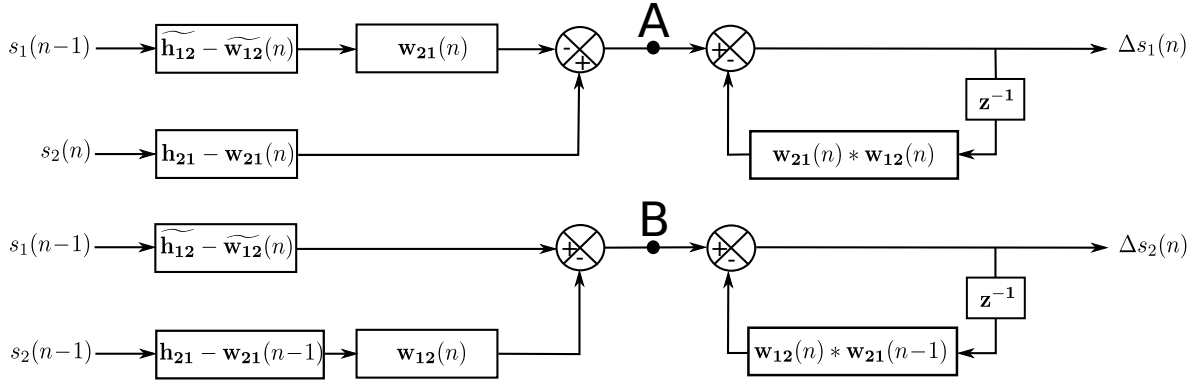 s₁(n−1) h̃₁₂ − w̃₁₂(n) w₂₁(n) - + A + - Δs₁(n)
z⁻¹
s₂(n) h₂₁ − w₂₁(n) w₂₁(n) ∗ w₁₂(n)
s₁(n−1) h̃₁₂ − w̃₁₂(n) + - B + - Δs₂(n)
z⁻¹
s₂(n−1) h₂₁ − w₂₁(n−1) w₁₂(n) w₁₂(n) ∗ w₂₁(n−1)